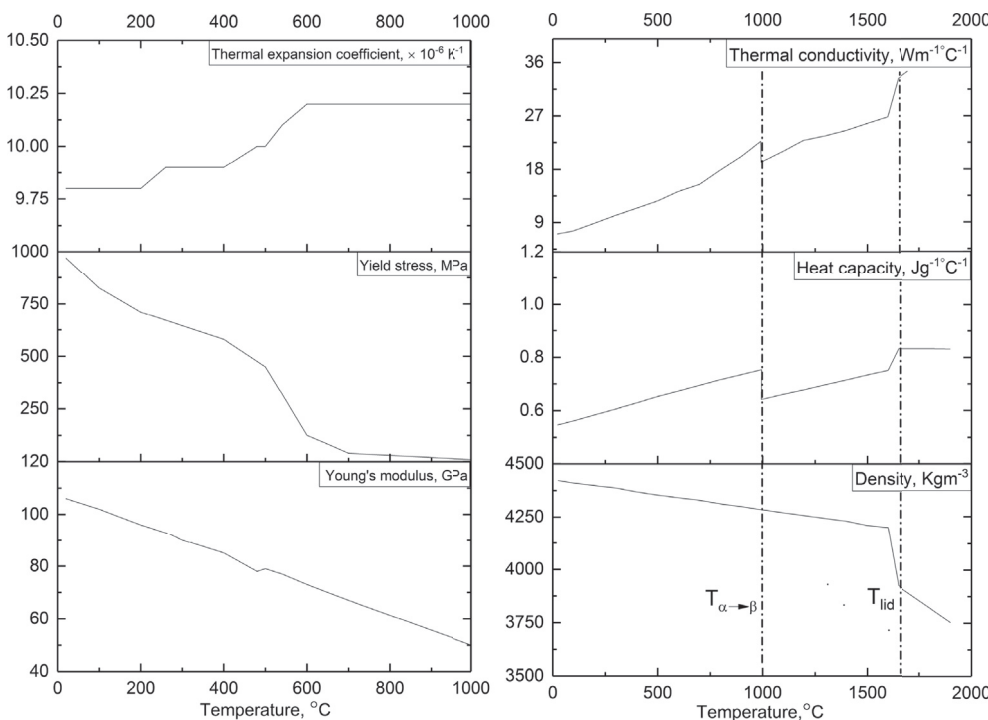 0 200 400 600 800 1000
10.50
10.25
10.00
9.75
Thermal expansion coefficient, × 10⁻⁶ K⁻¹
1000
750
500
250
Yield stress, MPa
120
100
80
60
40
Young's modulus, GPa
0 200 400 600 800 1000
Temperature, °C
0 500 1000 1500 2000
36
27
18
9
Thermal conductivity, Wm⁻¹°C⁻¹
1.2
1.0
0.8
0.6
Heat capacity, Jg⁻¹°C⁻¹
4500
4250
4000
3750
3500
Density, Kgm⁻³
Tα→β
Tlid
0 500 1000 1500 2000
Temperature,°C